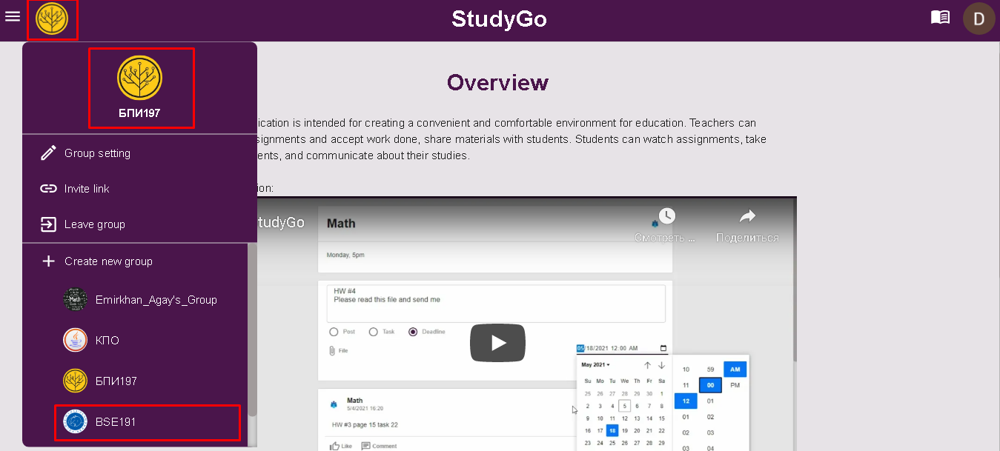 StudyGo
D
БПИ197
Group setting
Invite link
Leave group
Create new group
Emirkhan_Agay's_Group
КПО
БПИ197
BSE191
Overview
ication is intended for creating a convenient and comfortable environment for education. Teachers can
signments and accept work done, share materials with students. Students can watch assignments, take
ents, and communicate about their studies.
ion:
tudyGo
Смотреть ...
Поделиться
Math
Monday, 5pm
HW #4
Please read this file and send me
Post Task Deadline
File
05/18/2021 12:00 AM
May 2021
Su Mo Tu We Th Fr Sa
25 26 27 28 29 30 1
2 3 4 5 6 7 8
9 10 11 12 13 14 15
16 17 18 19 20 21 22
23 24 25 26 27 28 29
10 59 AM
11 00 PM
12 01
01 02
02 03
03 04
Math
5/4/2021 16:20
HW #3 page 15 task 22
Like Comment